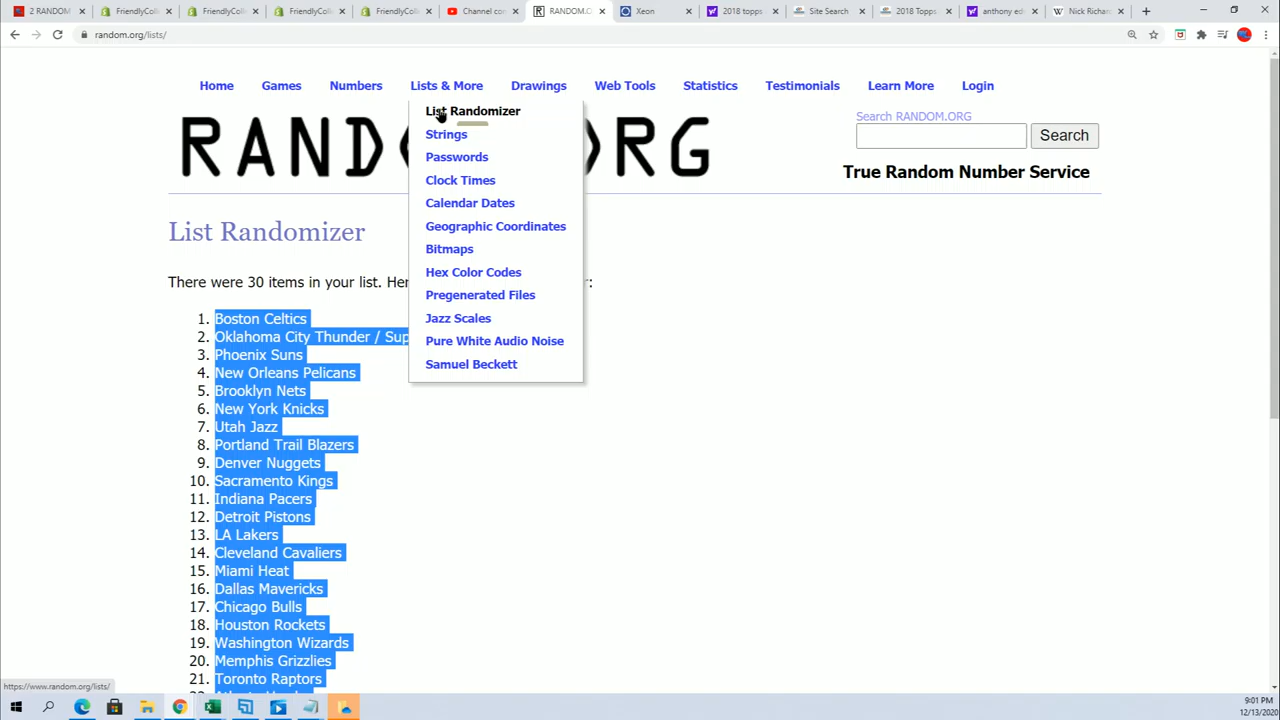 2 RANDOM
FriendlyColl
FriendlyColl
FriendlyColl
FriendlyColl
Channel con
RANDOM.O
Xeon
2018 topps
Site Search
2018 Topps
anthony ed
Nick Richar
random.org/lists/
Home Games Numbers Lists & More Drawings Web Tools Statistics Testimonials Learn More Login
List Randomizer
Strings
Passwords
Clock Times
Calendar Dates
Geographic Coordinates
Bitmaps
Hex Color Codes
Pregenerated Files
Jazz Scales
Pure White Audio Noise
Samuel Beckett
Search RANDOM.ORG
Search
True Random Number Service
List Randomizer
There were 30 items in your list. Her
1. Boston Celtics
2. Oklahoma City Thunder / Sup
3. Phoenix Suns
4. New Orleans Pelicans
5. Brooklyn Nets
6. New York Knicks
7. Utah Jazz
8. Portland Trail Blazers
9. Denver Nuggets
10. Sacramento Kings
11. Indiana Pacers
12. Detroit Pistons
13. LA Lakers
14. Cleveland Cavaliers
15. Miami Heat
16. Dallas Mavericks
17. Chicago Bulls
18. Houston Rockets
19. Washington Wizards
20. Memphis Grizzlies
21. Toronto Raptors
https://www.random.org/lists/
9:01 PM
12/13/2020